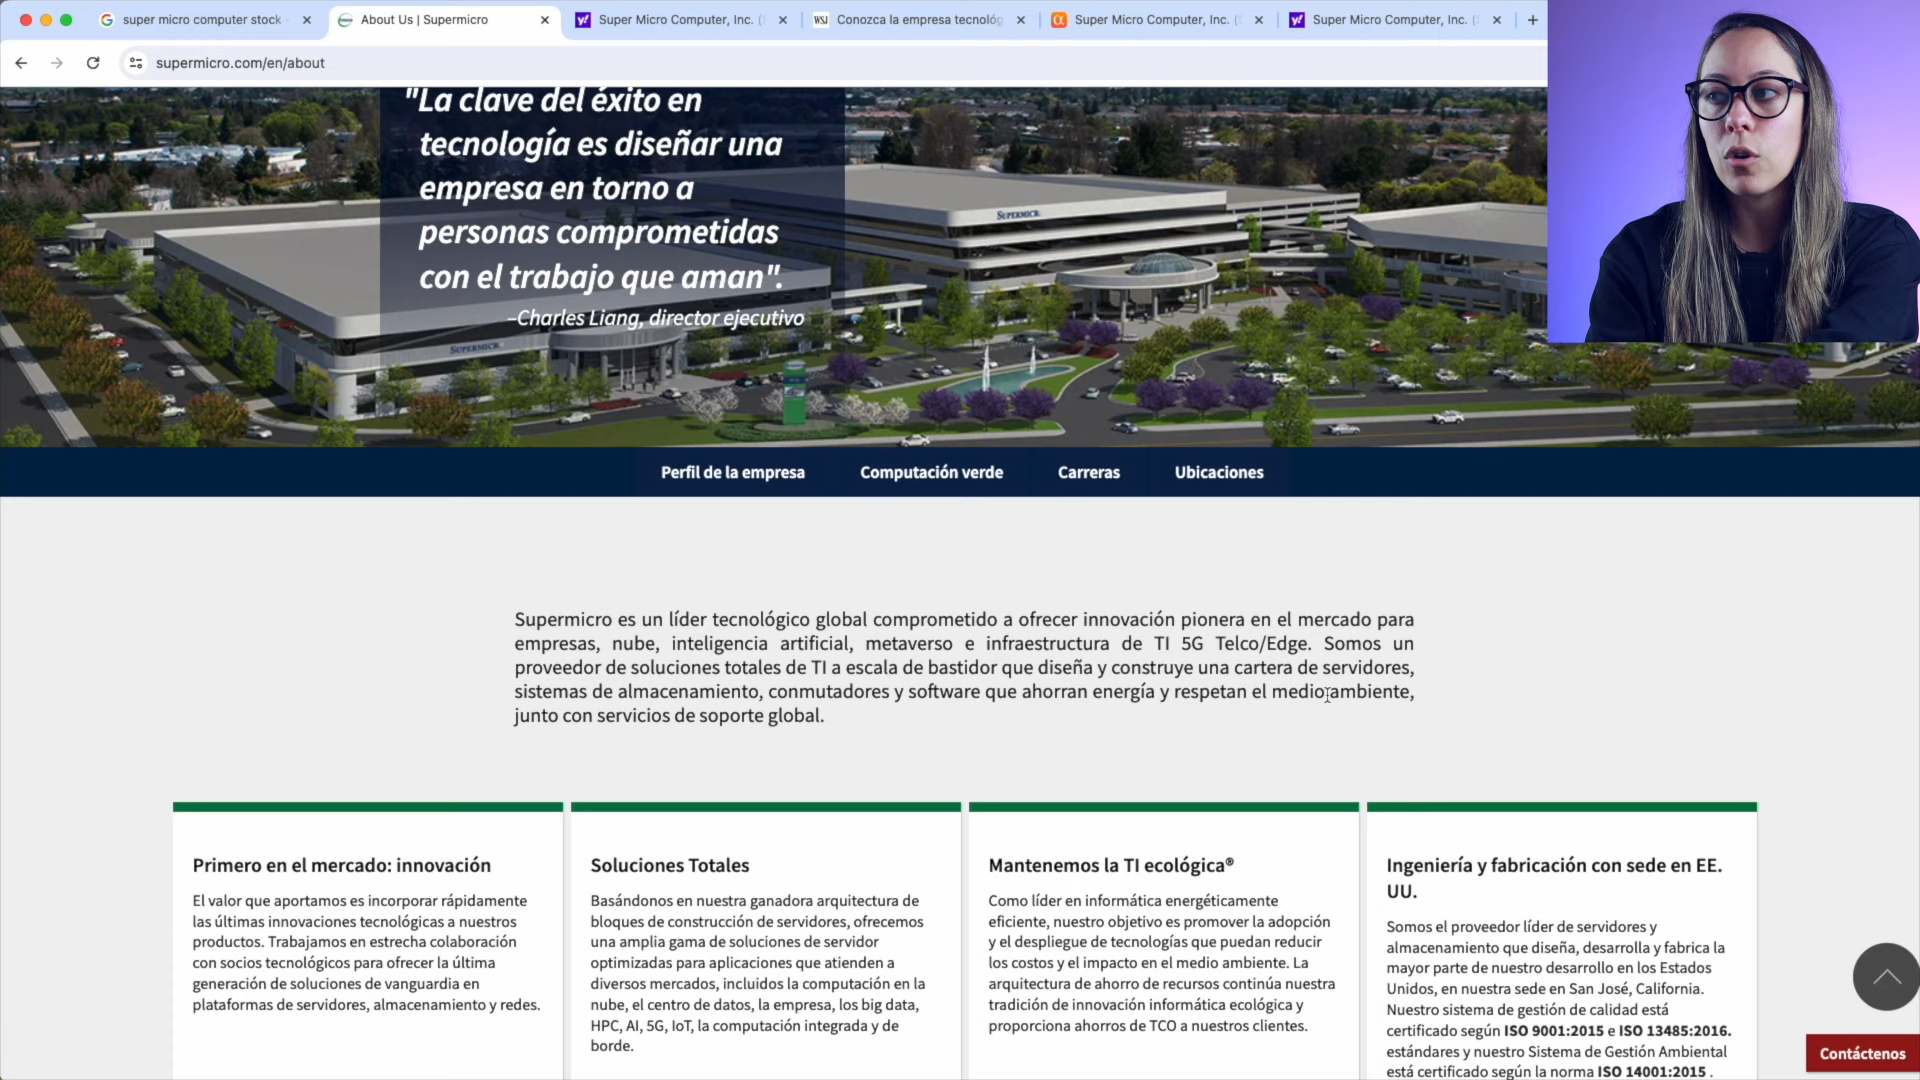 super micro computer stock
About Us | Supermicro
Super Micro Computer, Inc. (
WSJ
Conozca la empresa tecnológ
Super Micro Computer, Inc. (
Super Micro Computer, Inc. (
supermicro.com/en/about
"La clave del éxito en
tecnología es diseñar una
empresa en torno a
personas comprometidas
con el trabajo que aman".
–Charles Liang, director ejecutivo
SUPERMICR
SUPERMICR
Perfil de la empresa
Computación verde
Carreras
Ubicaciones
Supermicro es un líder tecnológico global comprometido a ofrecer innovación pionera en el mercado para
empresas, nube, inteligencia artificial, metaverso e infraestructura de TI 5G Telco/Edge. Somos un
proveedor de soluciones totales de TI a escala de bastidor que diseña y construye una cartera de servidores,
sistemas de almacenamiento, conmutadores y software que ahorran energía y respetan el medio ambiente,
junto con servicios de soporte global.
Primero en el mercado: innovación
El valor que aportamos es incorporar rápidamente
las últimas innovaciones tecnológicas a nuestros
productos. Trabajamos en estrecha colaboración
con socios tecnológicos para ofrecer la última
generación de soluciones de vanguardia en
plataformas de servidores, almacenamiento y redes.
Soluciones Totales
Basándonos en nuestra ganadora arquitectura de
bloques de construcción de servidores, ofrecemos
una amplia gama de soluciones de servidor
optimizadas para aplicaciones que atienden a
diversos mercados, incluidos la computación en la
nube, el centro de datos, la empresa, los big data,
HPC, AI, 5G, IoT, la computación integrada y de
borde.
Mantenemos la TI ecológica®
Como líder en informática energéticamente
eficiente, nuestro objetivo es promover la adopción
y el despliegue de tecnologías que puedan reducir
los costos y el impacto en el medio ambiente. La
arquitectura de ahorro de recursos continúa nuestra
tradición de innovación informática ecológica y
proporciona ahorros de TCO a nuestros clientes.
Ingeniería y fabricación con sede en EE.
UU.
Somos el proveedor líder de servidores y
almacenamiento que diseña, desarrolla y fabrica la
mayor parte de nuestro desarrollo en los Estados
Unidos, en nuestra sede en San José, California.
Nuestro sistema de gestión de calidad está
certificado según ISO 9001:2015 e ISO 13485:2016.
estándares y nuestro Sistema de Gestión Ambiental
está certificado según la norma ISO 14001:2015 .
Contáctenos